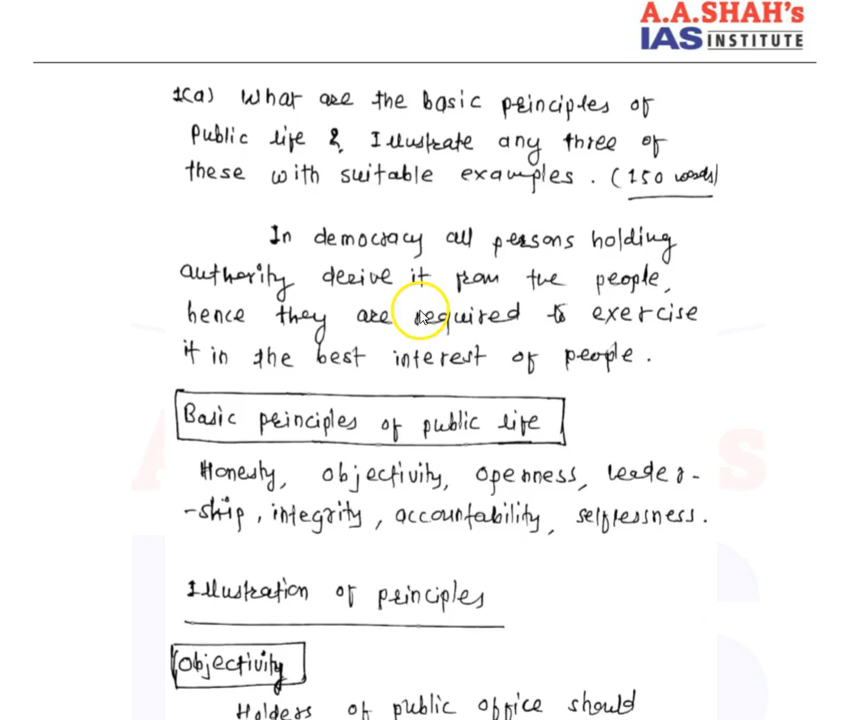 A.A.SHAH's
IAS INSTITUTE
1(a) What are the basic principles of
public life ? Illustrate any three of
these with suitable examples. (150 words)
In democracy all persons holding
authority derive it from the people,
hence they are required to exercise
it in the best interest of people.
Basic principles of public life
Honesty, objectivity, openness, leader-
-ship, integrity, accountability, selflessness.
Illustration of principles
Objectivity
Holders of public office should